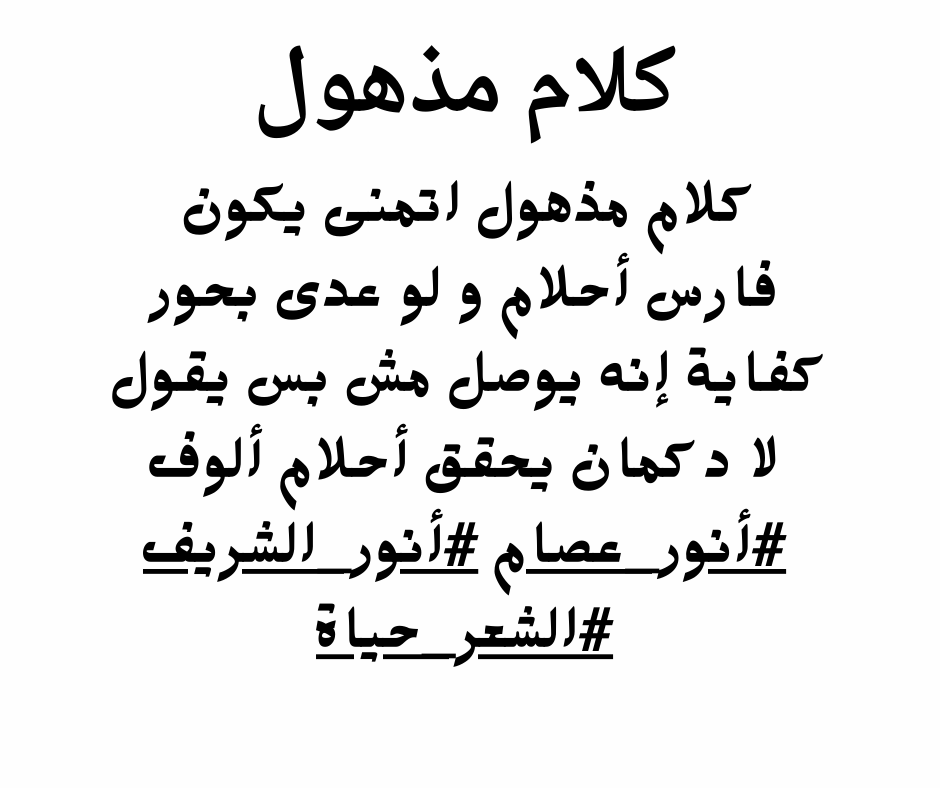 كلام مذهول
كلام مذهول اتمنى يكون
فارس أحلام و لو عدى بحور
كفاية إنه يوصل مش بس يقول
لا د كمان يحقق أحلام ألوف
#أنور_عصام #أنور_الشريف
#الشعر_حياة